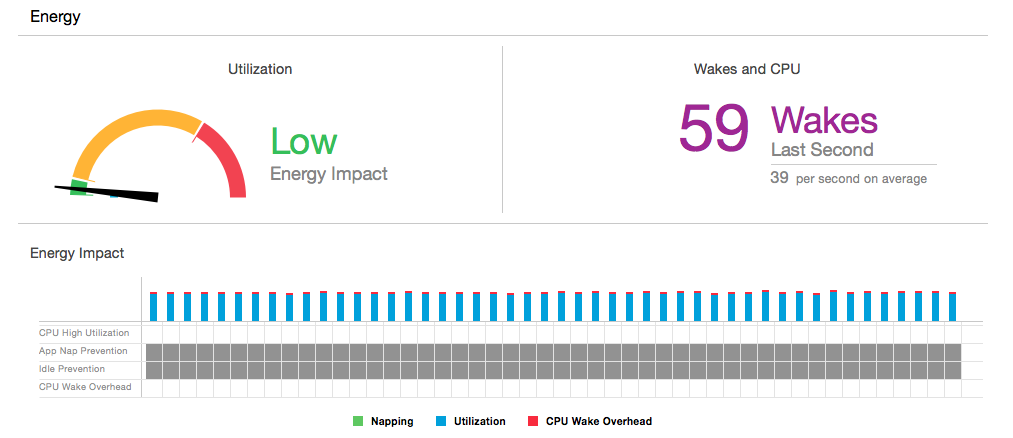 Energy
Utilization
Low
Energy Impact
Wakes and CPU
59 Wakes
Last Second
39 per second on average
Energy Impact
CPU High Utilization
App Nap Prevention
Idle Prevention
CPU Wake Overhead
Napping Utilization CPU Wake Overhead